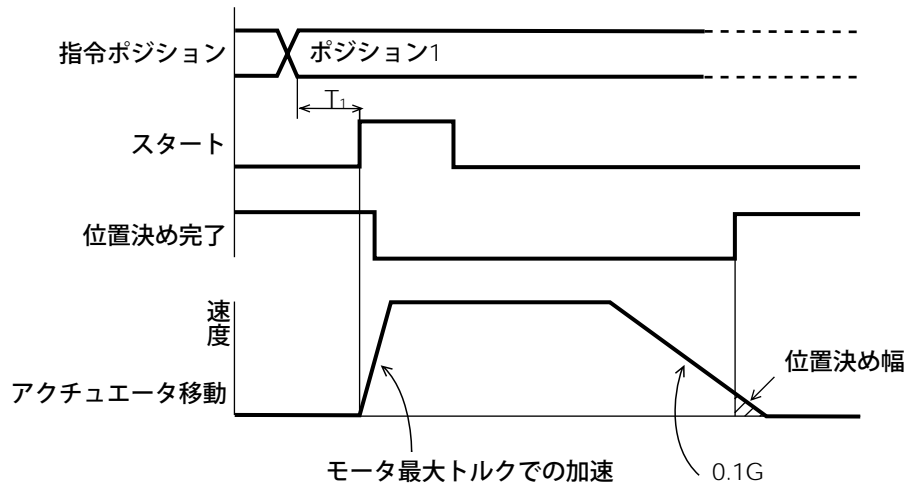 指令ポジション
ポジション1
T₁
スタート
位置決め完了
速度
アクチュエータ移動
位置決め幅
モータ最大トルクでの加速
0.1G